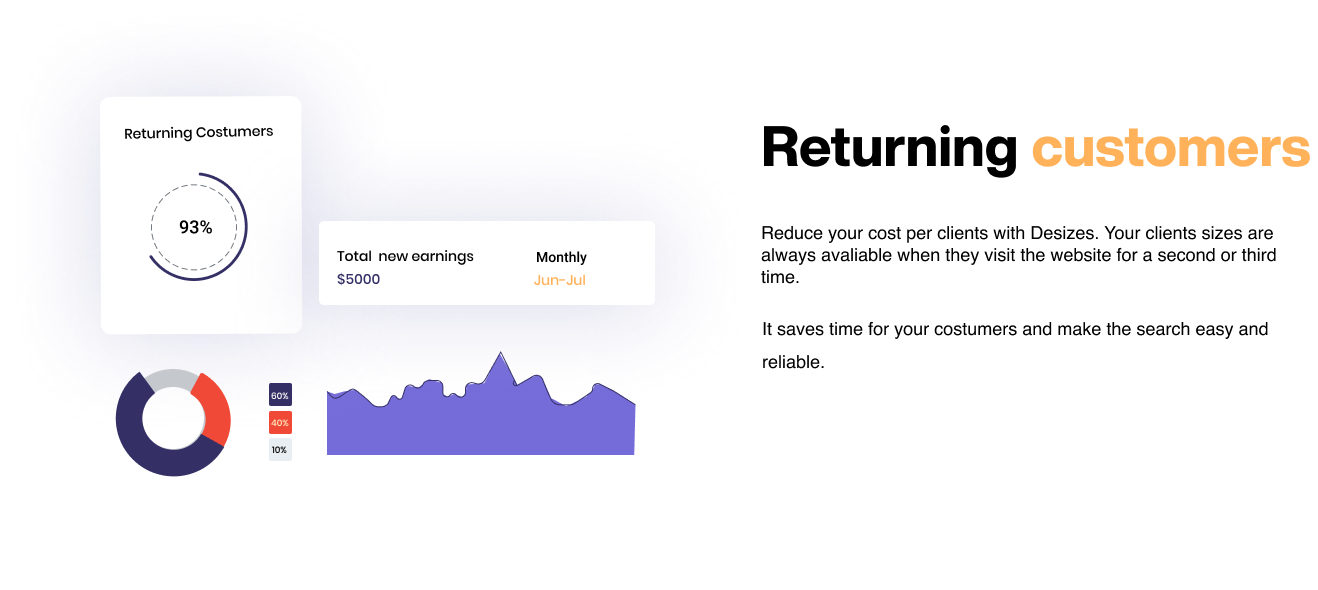 Returning Costumers
93%
Total new earnings
$5000
Monthly
Jun-Jul
60%
40%
10%
Returning customers
Reduce your cost per clients with Desizes. Your clients sizes are
always avaliable when they visit the website for a second or third
time.
It saves time for your costumers and make the search easy and
reliable.